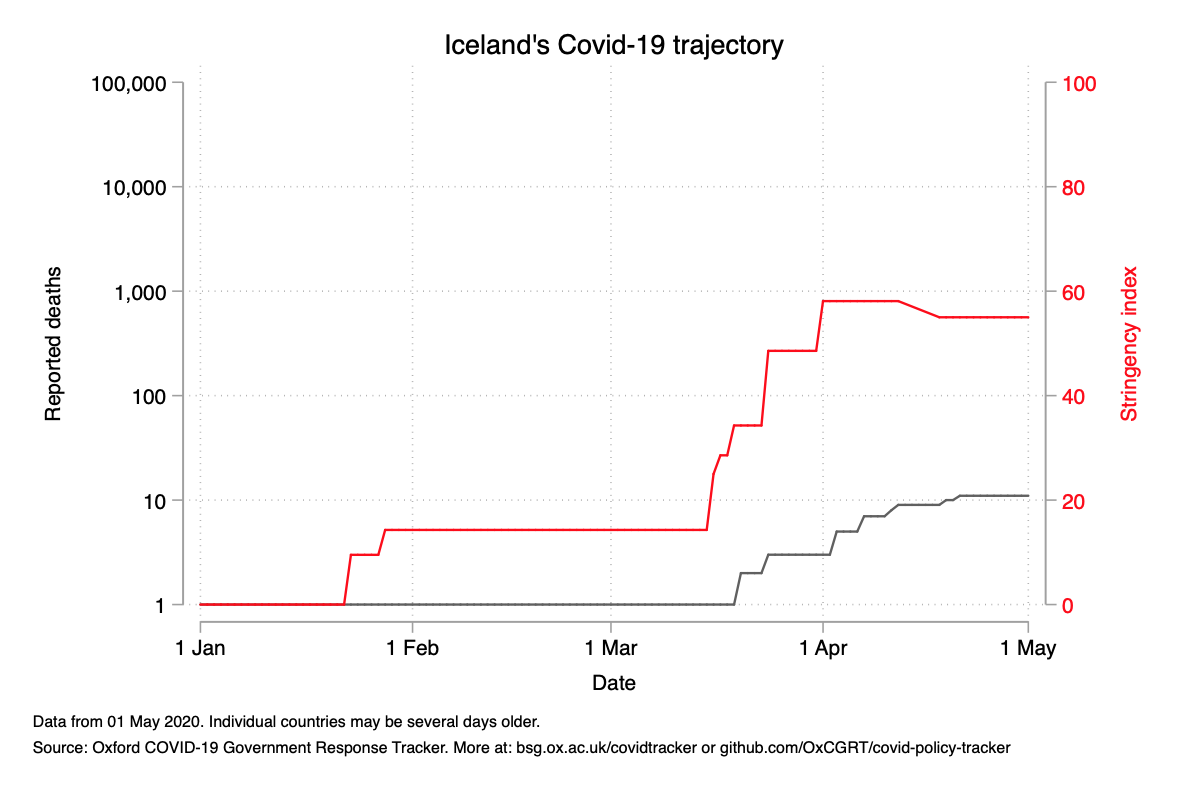 Iceland's Covid-19 trajectory
100,000
10,000
1,000
100
10
1
Reported deaths
100
80
60
40
20
0
Stringency index
1 Jan
1 Feb
1 Mar
1 Apr
1 May
Date
Data from 01 May 2020. Individual countries may be several days older.
Source: Oxford COVID-19 Government Response Tracker. More at: bsg.ox.ac.uk/covidtracker or github.com/OxCGRT/covid-policy-tracker